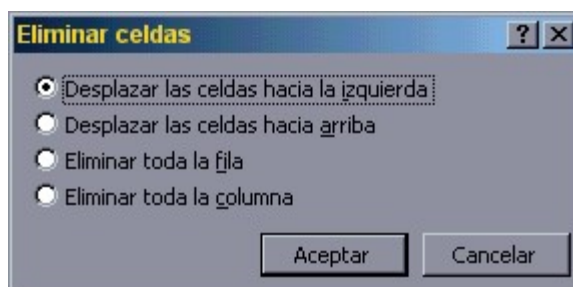 Eliminar celdas
Desplazar las celdas hacia la izquierda
Desplazar las celdas hacia arriba
Eliminar toda la fila
Eliminar toda la columna
Aceptar Cancelar